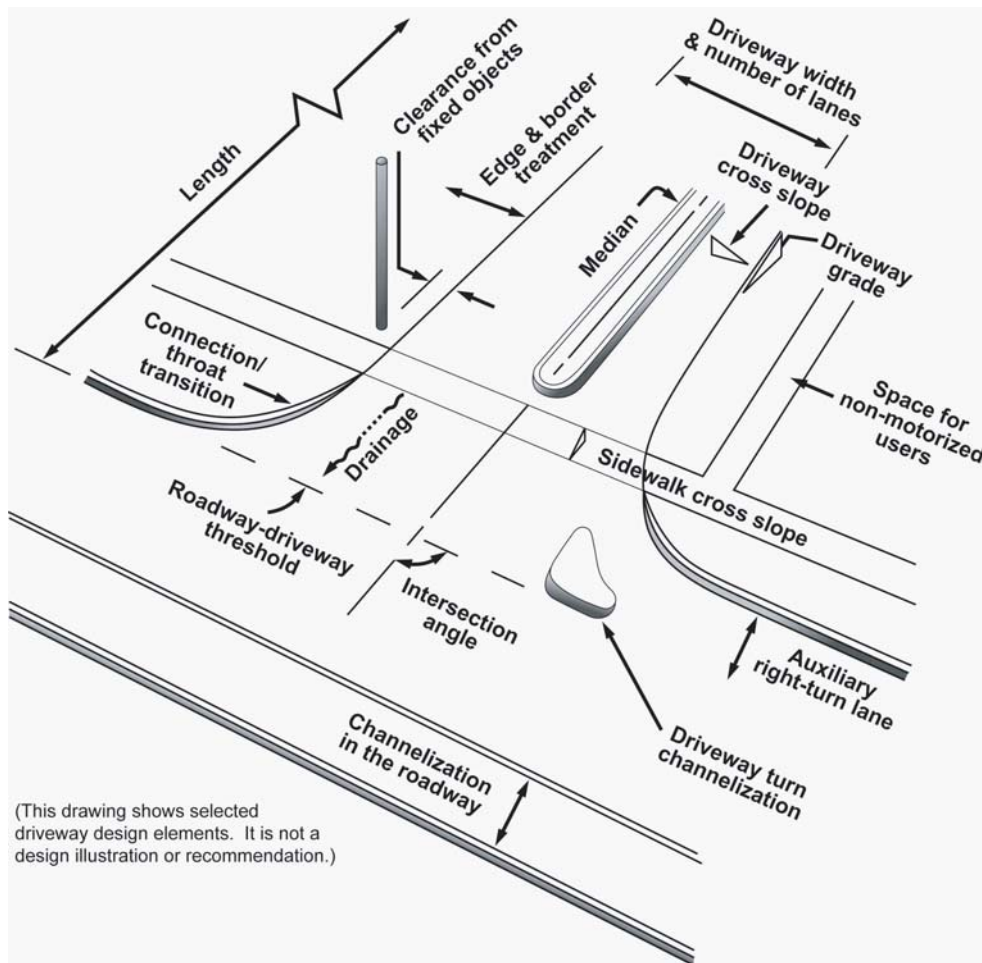 Length
Clearance from
fixed objects
Edge & border
treatment
Driveway width
& number of lanes
Driveway
cross slope
Median
Driveway
grade
Connection/
throat
transition
Space for
non-motorized
users
Drainage
Sidewalk cross slope
Roadway-driveway
threshold
Intersection
angle
Auxiliary
right-turn lane
Driveway turn
channelization
Channelization
in the roadway
(This drawing shows selected
driveway design elements. It is not a
design illustration or recommendation.)